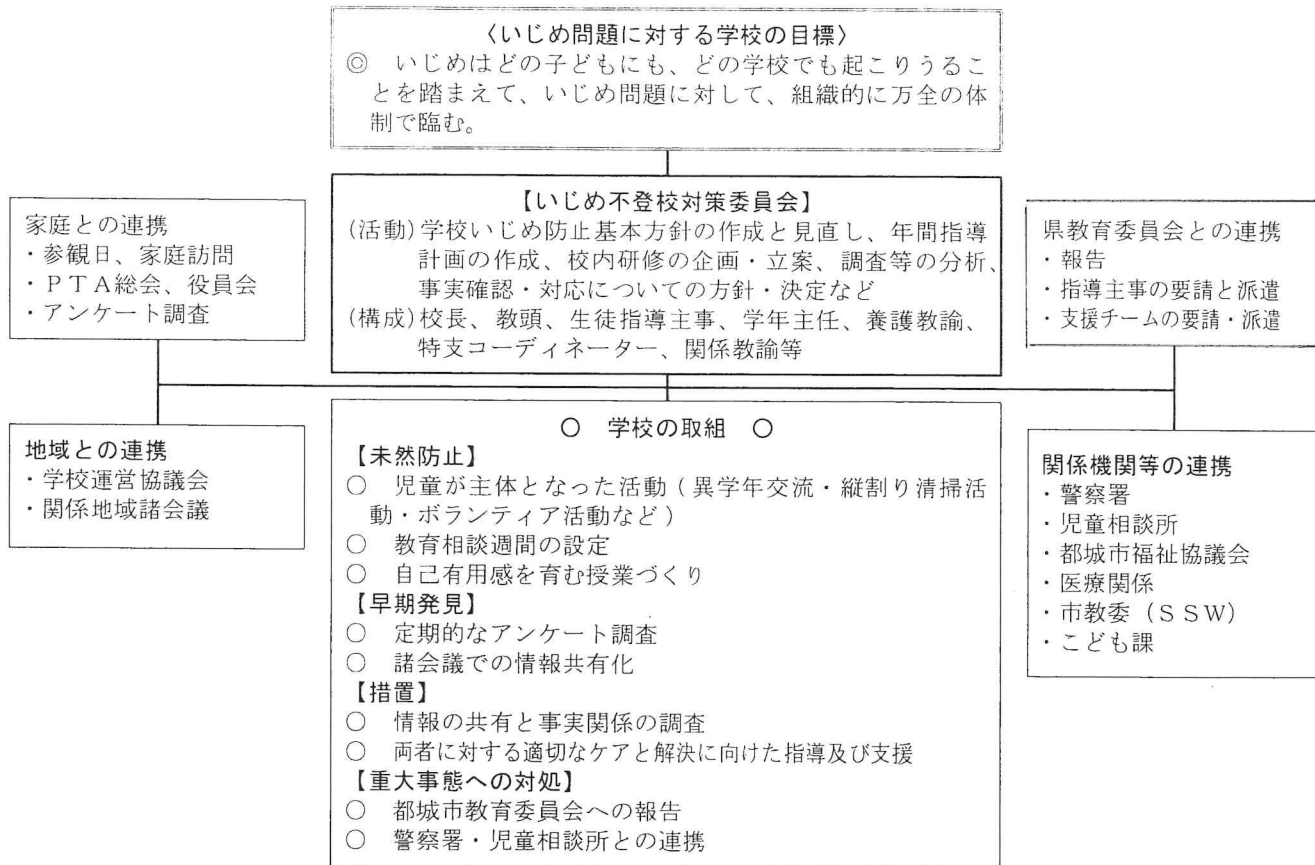 〈いじめ問題に対する学校の目標〉
◎　いじめはどの子どもにも、どの学校でも起こりうるこ
とを踏まえて、いじめ問題に対して、組織的に万全の体
制で臨む。
家庭との連携
・参観日、家庭訪問
・ＰＴＡ総会、役員会
・アンケート調査
【いじめ不登校対策委員会】
(活動)学校いじめ防止基本方針の作成と見直し、年間指導
計画の作成、校内研修の企画・立案、調査等の分析、
事実確認・対応についての方針・決定など
(構成)校長、教頭、生徒指導主事、学年主任、養護教諭、
特支コーディネーター、関係教諭等
県教育委員会との連携
・報告
・指導主事の要請と派遣
・支援チームの要請・派遣
地域との連携
・学校運営協議会
・関係地域諸会議
○　学校の取組　○
【未然防止】
○　児童が主体となった活動（異学年交流・縦割り清掃活
動・ボランティア活動など）
○　教育相談週間の設定
○　自己有用感を育む授業づくり
【早期発見】
○　定期的なアンケート調査
○　諸会議での情報共有化
【措置】
○　情報の共有と事実関係の調査
○　両者に対する適切なケアと解決に向けた指導及び支援
【重大事態への対処】
○　都城市教育委員会への報告
○　警察署・児童相談所との連携
関係機関等の連携
・警察署
・児童相談所
・都城市福祉協議会
・医療関係
・市教委（ＳＳＷ）
・こども課